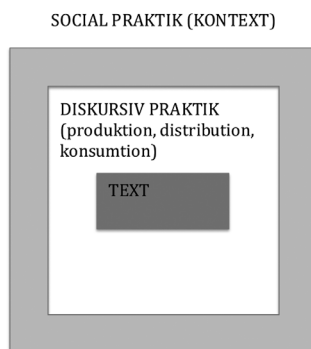 SOCIAL PRAKTIK (KONTEXT)
DISKURSIV PRAKTIK
(produktion, distribution,
konsumtion)
TEXT